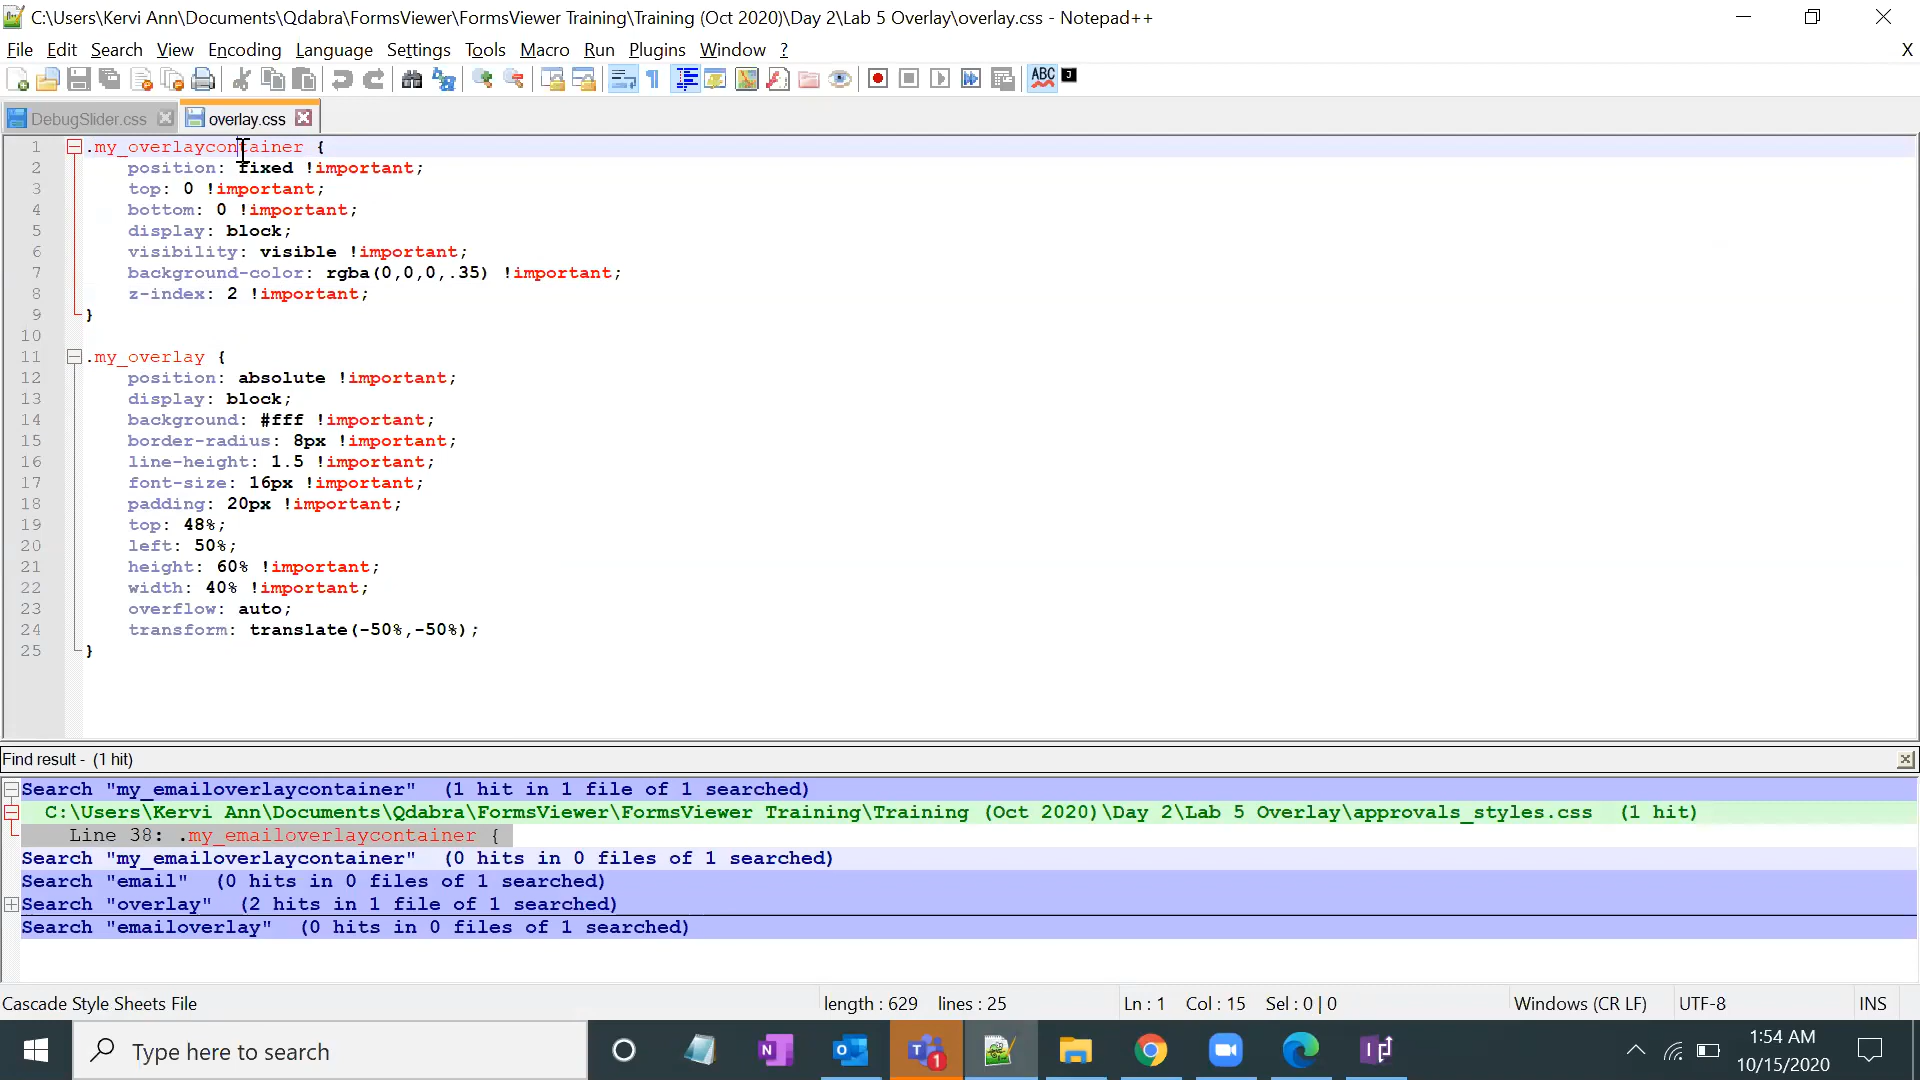 C:\Users\Kervi Ann\Documents\Qdabra\FormsViewer\FormsViewer Training\Training (Oct 2020)\Day 2\Lab 5 Overlay\overlay.css - Notepad++
File Edit Search View Encoding Language Settings Tools Macro Run Plugins Window ? X
ABC J
DebugSlider.css overlay.css
1 .my_overlaycontainer {
2 position: fixed !important;
3 top: 0 !important;
4 bottom: 0 !important;
5 display: block;
6 visibility: visible !important;
7 background-color: rgba(0,0,0,.35) !important;
8 z-index: 2 !important;
9 }
10
11 .my_overlay {
12 position: absolute !important;
13 display: block;
14 background: #fff !important;
15 border-radius: 8px !important;
16 line-height: 1.5 !important;
17 font-size: 16px !important;
18 padding: 20px !important;
19 top: 48%;
20 left: 50%;
21 height: 60% !important;
22 width: 40% !important;
23 overflow: auto;
24 transform: translate(-50%,-50%);
25 }
Find result - (1 hit)
Search "my_emailoverlaycontainer" (1 hit in 1 file of 1 searched)
C:\Users\Kervi Ann\Documents\Qdabra\FormsViewer\FormsViewer Training\Training (Oct 2020)\Day 2\Lab 5 Overlay\approvals_styles.css (1 hit)
Line 38: .my_emailoverlaycontainer {
Search "my_emailoverlaycontainer" (0 hits in 0 files of 1 searched)
Search "email" (0 hits in 0 files of 1 searched)
Search "overlay" (2 hits in 1 file of 1 searched)
Search "emailoverlay" (0 hits in 0 files of 1 searched)
Cascade Style Sheets File length : 629 lines : 25 Ln : 1 Col : 15 Sel : 0 | 0 Windows (CR LF) UTF-8 INS
Type here to search
1:54 AM
10/15/2020